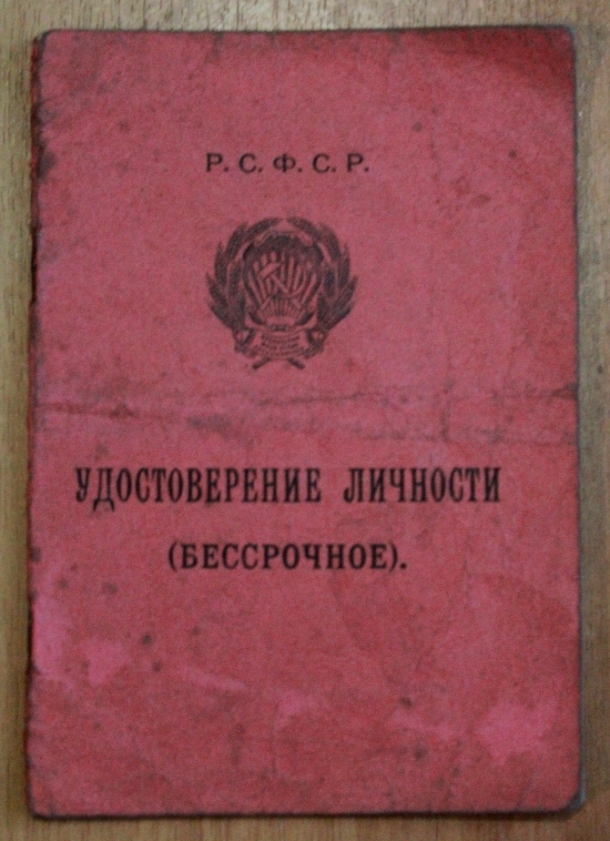 Р. С. Ф. С. Р.
УДОСТОВЕРЕНИЕ ЛИЧНОСТИ
(БЕССРОЧНОЕ).